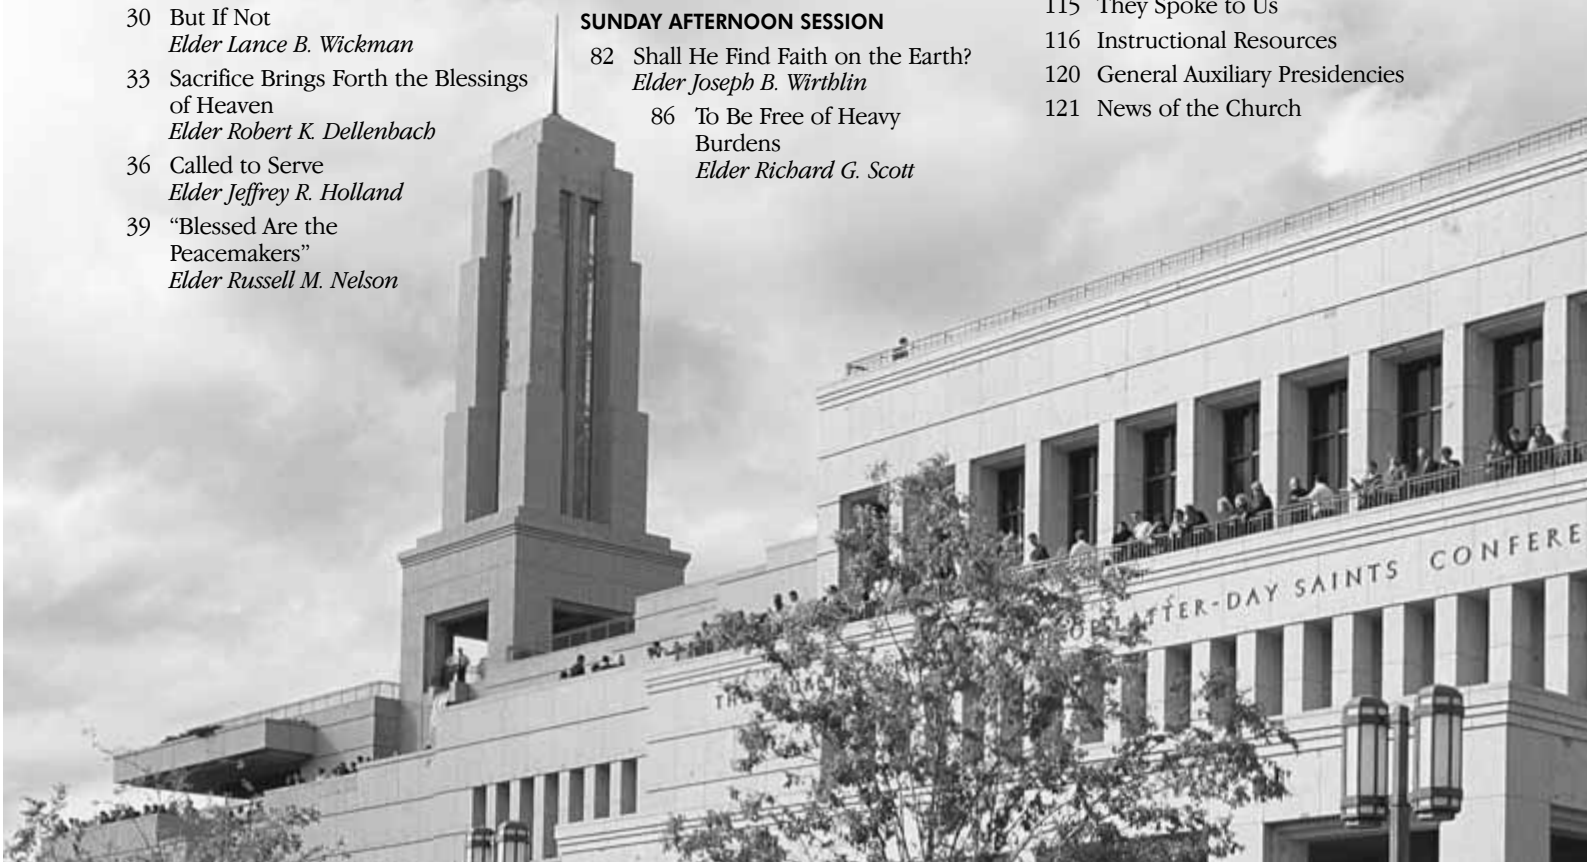 30 But If Not
Elder Lance B. Wickman
33 Sacrifice Brings Forth the Blessings
of Heaven
Elder Robert K. Dellenbach
36 Called to Serve
Elder Jeffrey R. Holland
39 “Blessed Are the
Peacemakers”
Elder Russell M. Nelson
SUNDAY AFTERNOON SESSION
82 Shall He Find Faith on the Earth?
Elder Joseph B. Wirthlin
86 To Be Free of Heavy
Burdens
Elder Richard G. Scott
115 They Spoke to Us
116 Instructional Resources
120 General Auxiliary Presidencies
121 News of the Church
TH
OF LATTER-DAY SAINTS CONFERE